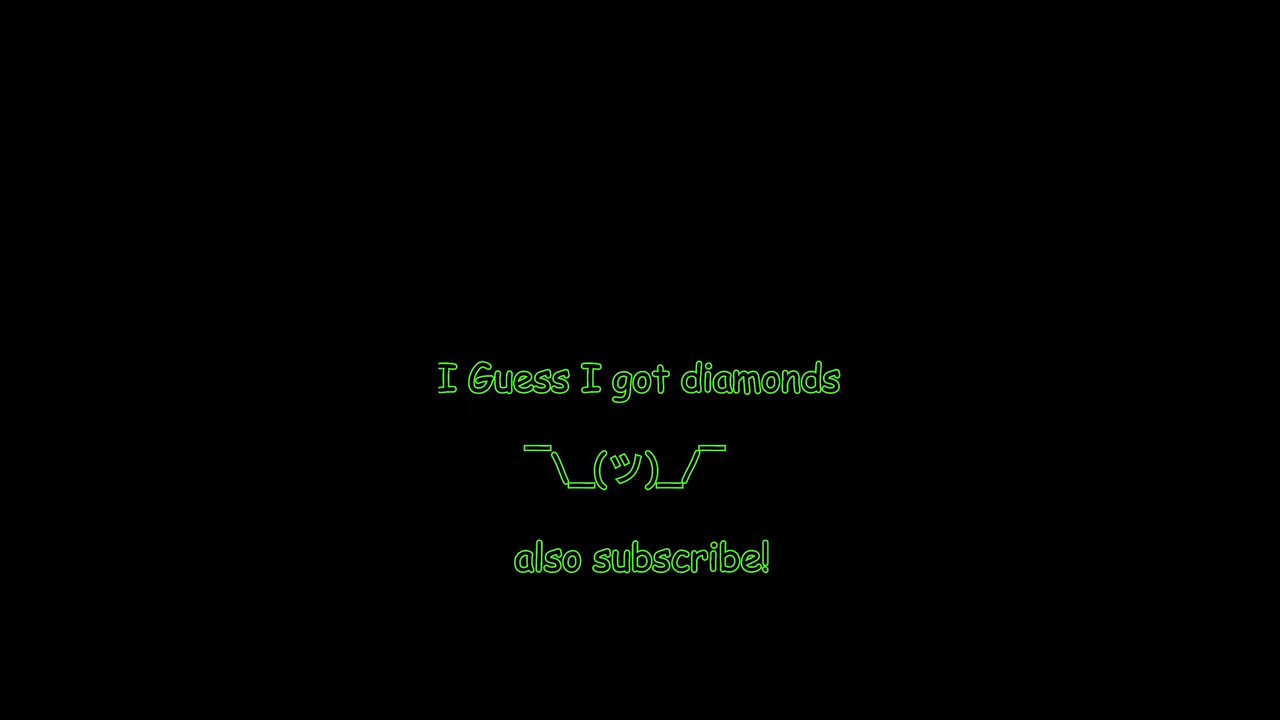 I Guess I got diamonds
¯\_(ツ)_/¯
also subscribe!